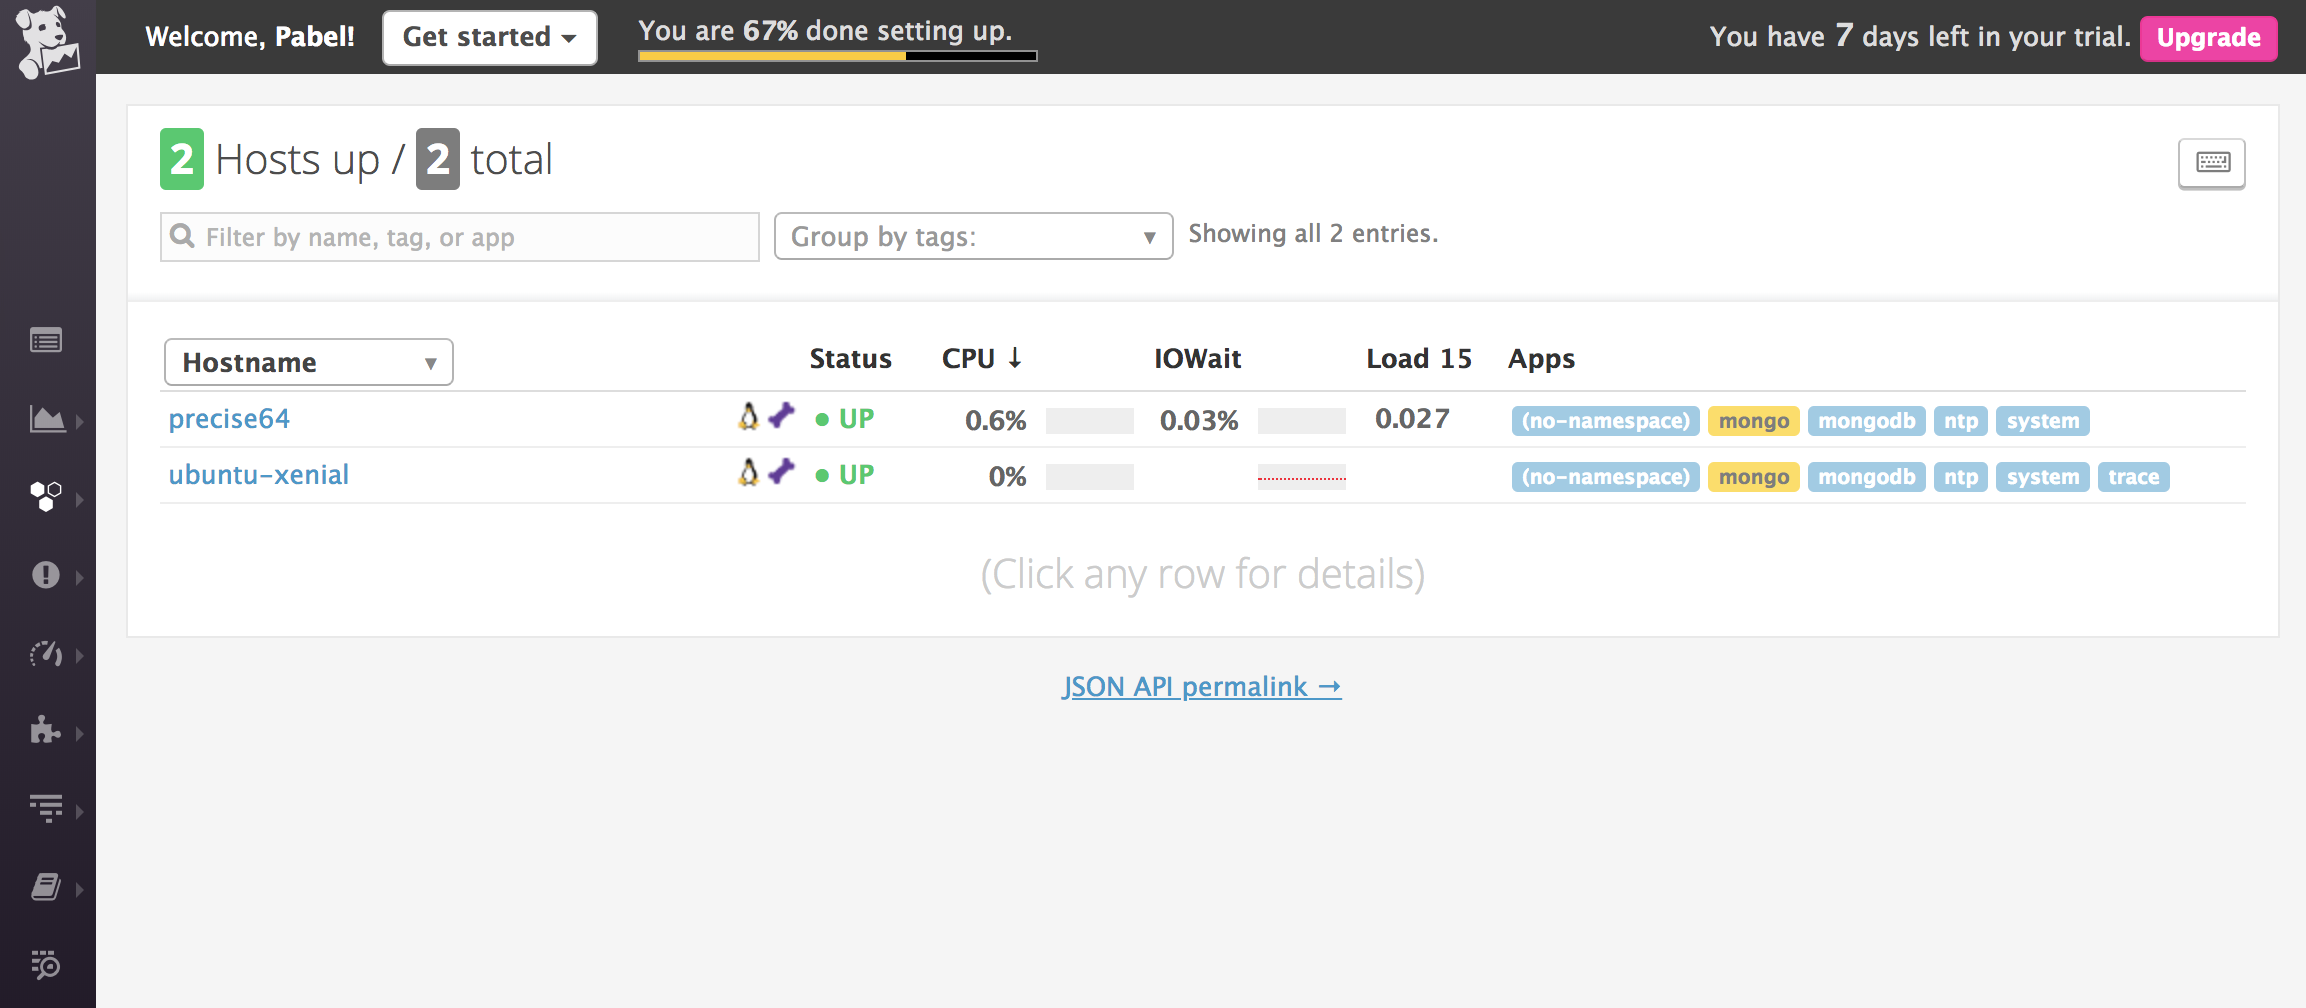 Welcome, Pabel!
Get started
You are 67% done setting up.
You have 7 days left in your trial.
Upgrade
2 Hosts up / 2 total
Filter by name, tag, or app
Group by tags:
Showing all 2 entries.
Hostname Status CPU ↓ IOWait Load 15 Apps
precise64 UP 0.6% 0.03% 0.027 (no-namespace) mongo mongodb ntp system
ubuntu-xenial UP 0% (no-namespace) mongo mongodb ntp system trace
(Click any row for details)
JSON API permalink →